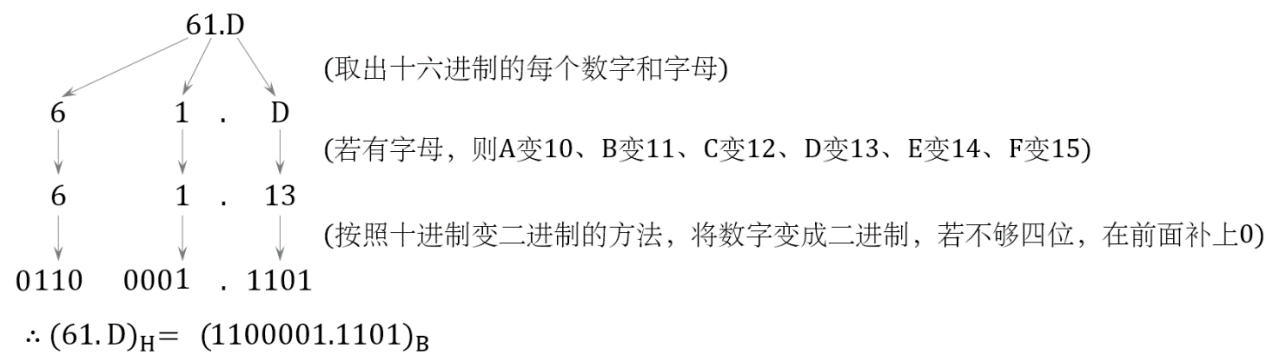 61.D
(取出十六进制的每个数字和字母)
6 1 . D
(若有字母，则A变10、B变11、C变12、D变13、E变14、F变15)
6 1 . 13
(按照十进制变二进制的方法，将数字变成二进制，若不够四位，在前面补上0)
0110 0001 . 1101
∴ (61. D)H= (1100001.1101)B